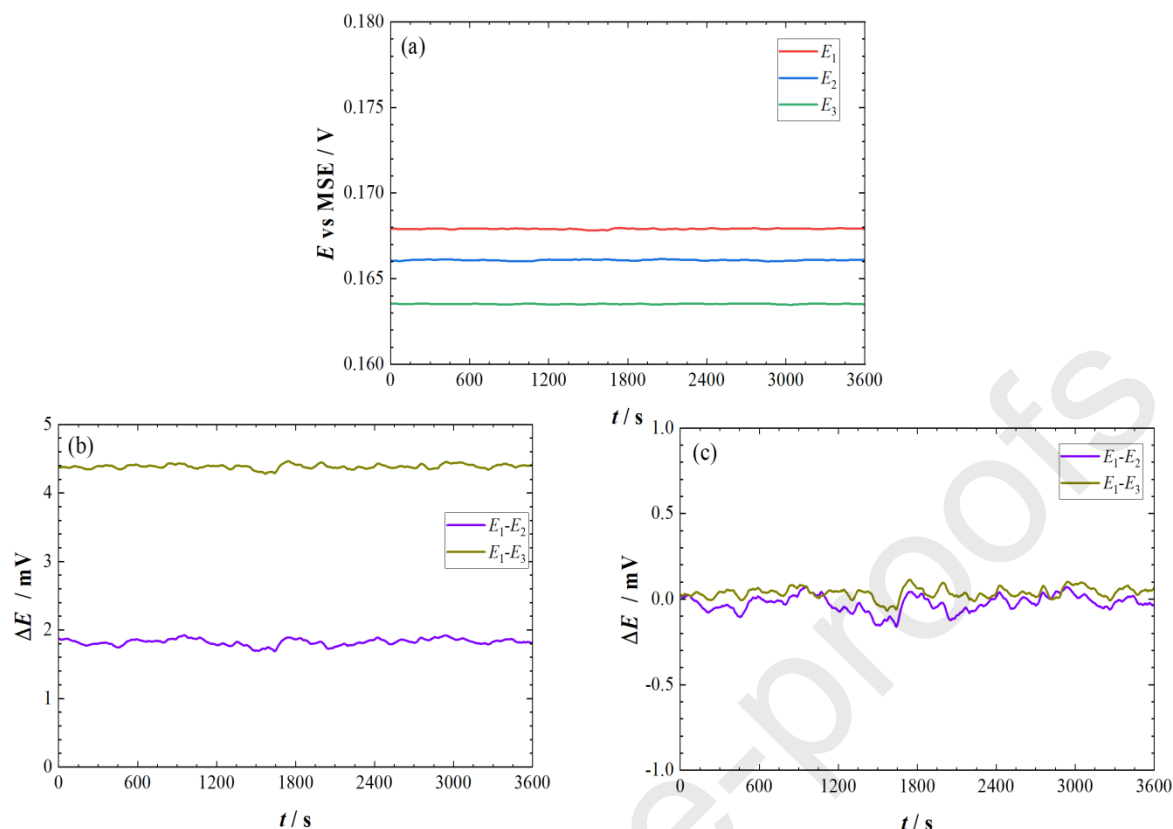 (a)
E1
E2
E3
0.180
0.175
0.170
0.165
0.160
E vs MSE / V
0 600 1200 1800 2400 3000 3600
t / s
(b)
E1-E2
E1-E3
5
4
3
2
1
0
ΔE / mV
0 600 1200 1800 2400 3000 3600
t / s
(c)
E1-E2
E1-E3
1.0
0.5
0.0
-0.5
-1.0
ΔE / mV
0 600 1200 1800 2400 3000 3600
t / s
e-proofs